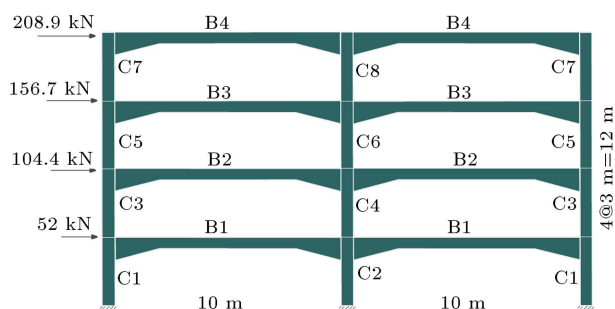 208.9 kN
B4
B4
C7
C8
C7
156.7 kN
B3
B3
C5
C6
C5
104.4 kN
B2
B2
C3
C4
C3
52 kN
B1
B1
C1
C2
C1
10 m
10 m
4@3 m=12 m